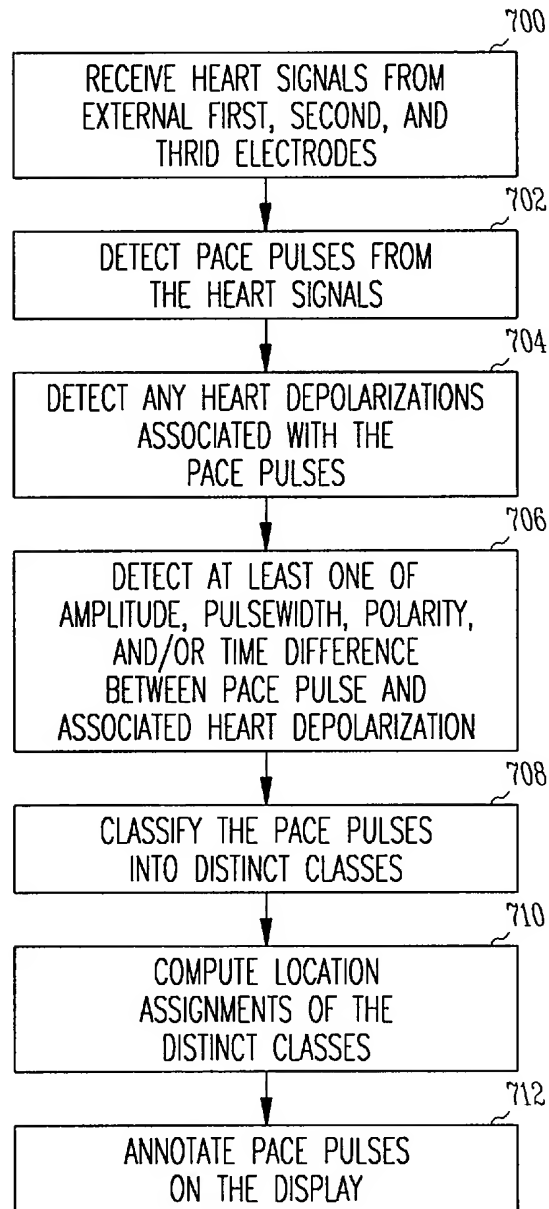 700
RECEIVE HEART SIGNALS FROM
EXTERNAL FIRST, SECOND, AND
THRID ELECTRODES
702
DETECT PACE PULSES FROM
THE HEART SIGNALS
704
DETECT ANY HEART DEPOLARIZATIONS
ASSOCIATED WITH THE
PACE PULSES
706
DETECT AT LEAST ONE OF
AMPLITUDE, PULSEWIDTH, POLARITY,
AND/OR TIME DIFFERENCE
BETWEEN PACE PULSE AND
ASSOCIATED HEART DEPOLARIZATION
708
CLASSIFY THE PACE PULSES
INTO DISTINCT CLASSES
710
COMPUTE LOCATION
ASSIGNMENTS OF THE
DISTINCT CLASSES
712
ANNOTATE PACE PULSES
ON THE DISPLAY